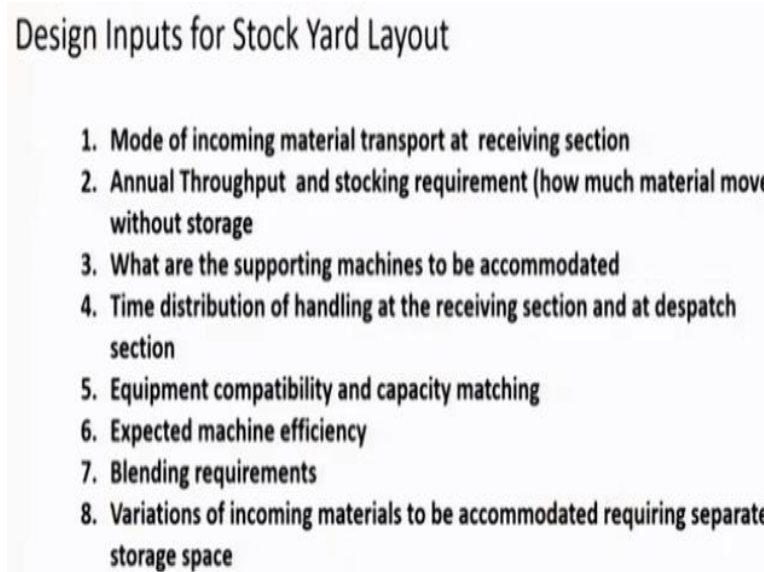 Design Inputs for Stock Yard Layout
1. Mode of incoming material transport at receiving section
2. Annual Throughput and stocking requirement (how much material move
without storage
3. What are the supporting machines to be accommodated
4. Time distribution of handling at the receiving section and at despatch
section
5. Equipment compatibility and capacity matching
6. Expected machine efficiency
7. Blending requirements
8. Variations of incoming materials to be accommodated requiring separate
storage space